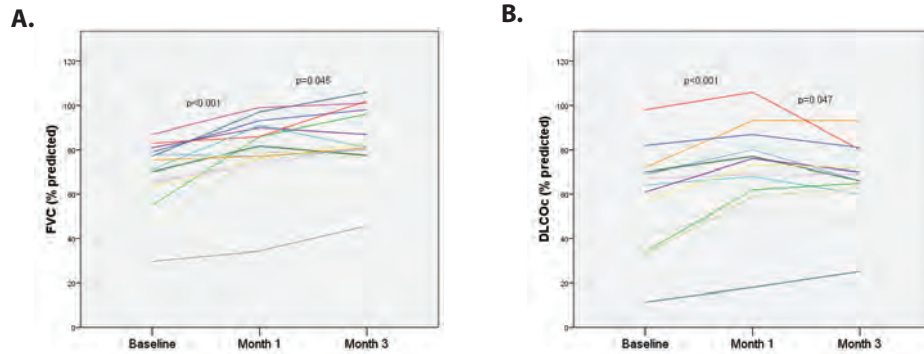 A.
FVC (% predicted)
120
100
80
60
40
20
0
p<0.001
p=0.045
Baseline
Month 1
Month 3
B.
DLCOc (% predicted)
120
100
80
60
40
20
0
p<0.001
p=0.047
Baseline
Month 1
Month 3